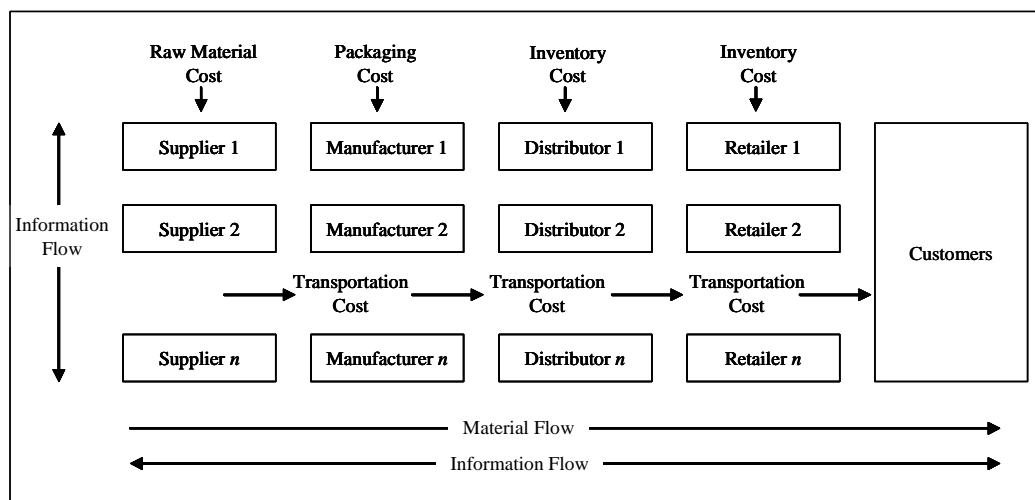 Raw Material
Cost
Packaging
Cost
Inventory
Cost
Inventory
Cost
Supplier 1
Manufacturer 1
Distributor 1
Retailer 1
Information
Flow
Supplier 2
Manufacturer 2
Distributor 2
Retailer 2
Customers
Transportation
Cost
Transportation
Cost
Transportation
Cost
Supplier n
Manufacturer n
Distributor n
Retailer n
Material Flow
Information Flow